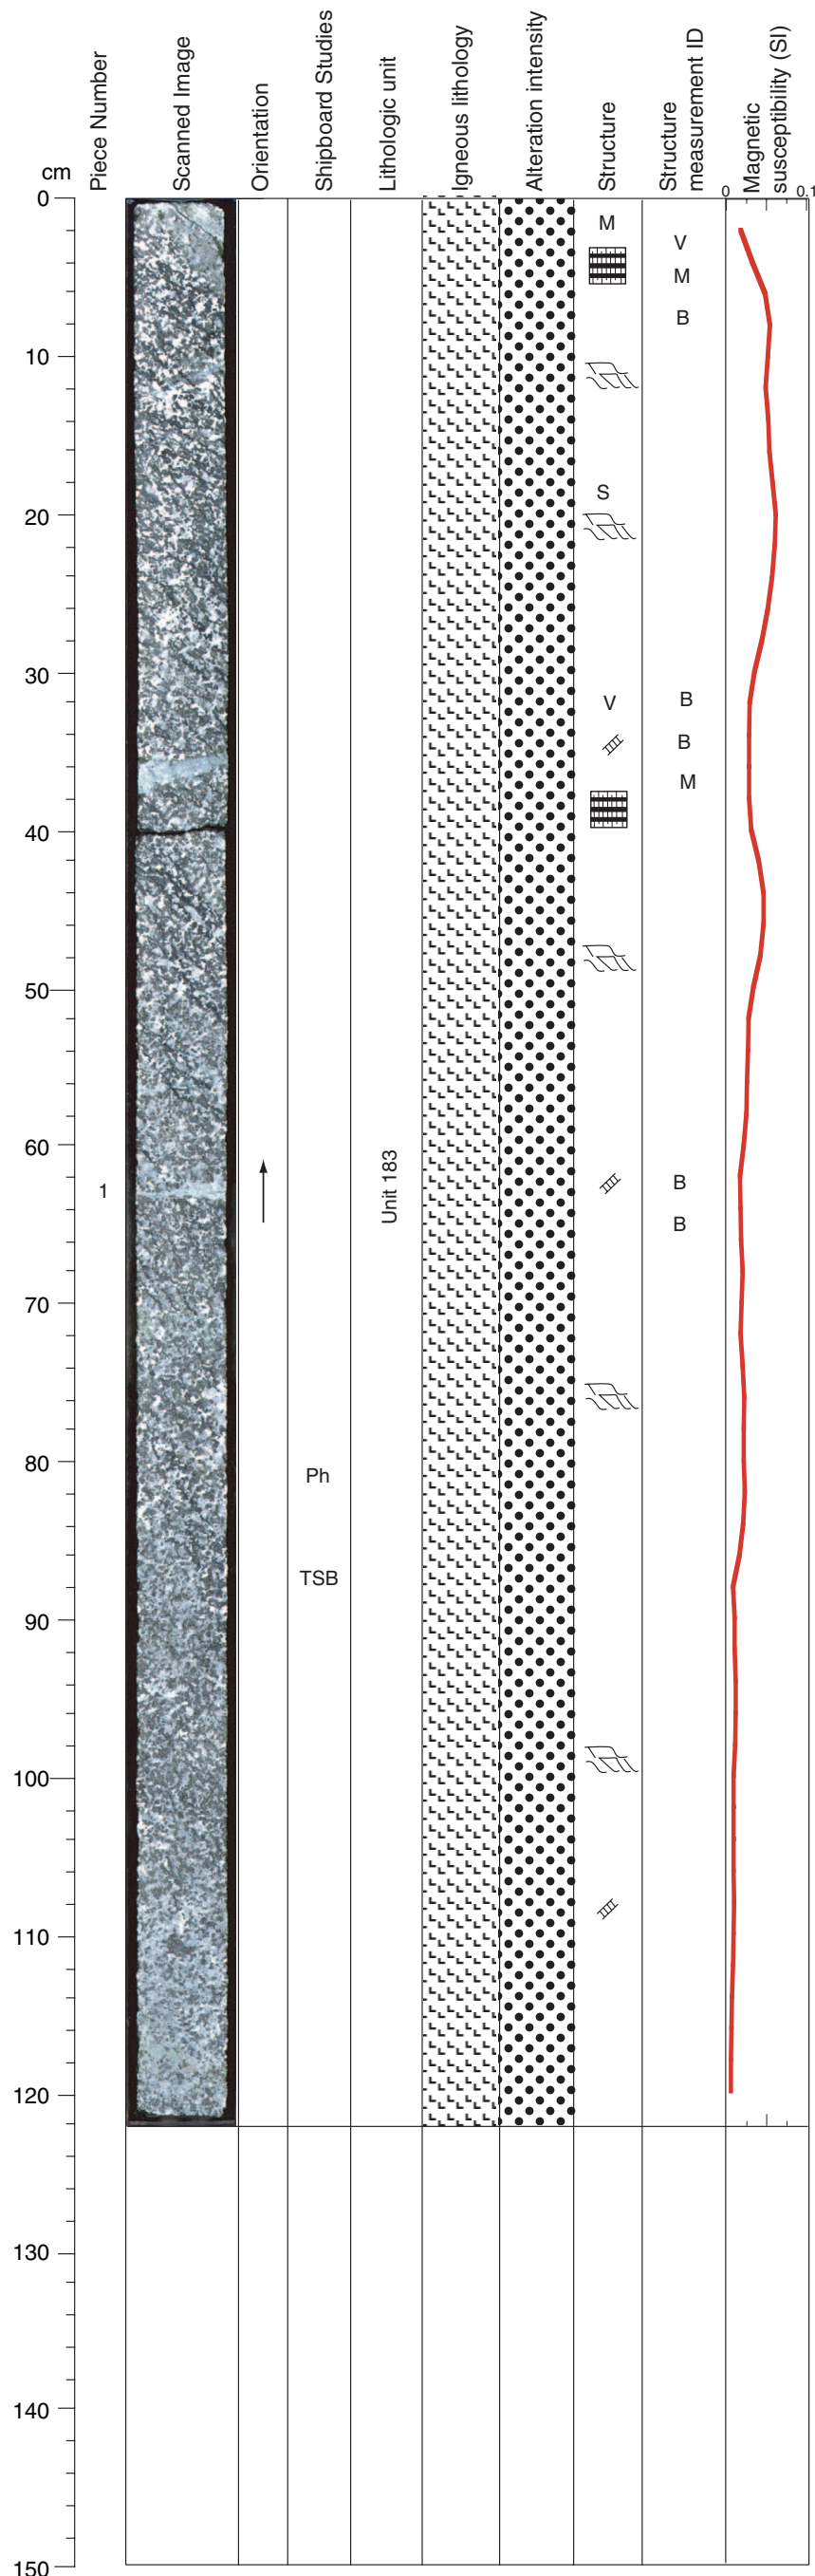 cm
Piece Number
Scanned Image
Orientation
Shipboard Studies
Lithologic unit
Igneous lithology
Alteration intensity
Structure
Structure
measurement ID
Magnetic
susceptibility (SI)
0
0.1
0
10
20
30
40
50
60
70
80
90
100
110
120
130
140
150
1
Ph
TSB
Unit 183
M
S
V
V
M
B
B
B
M
B
B